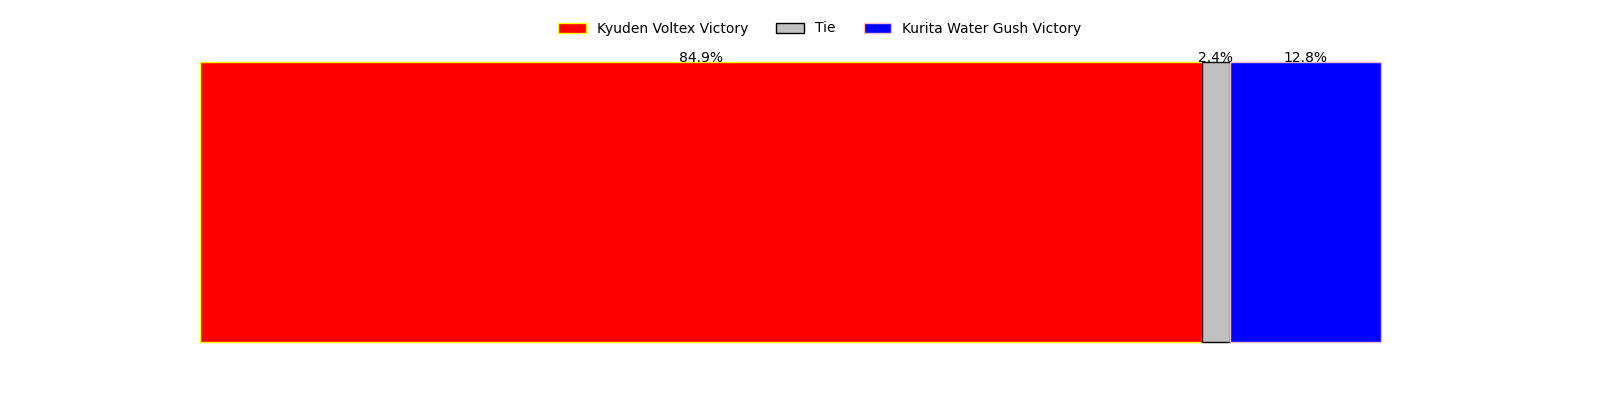 Kyuden Voltex Victory Tie Kurita Water Gush Victory
84.9% 2.4% 12.8%